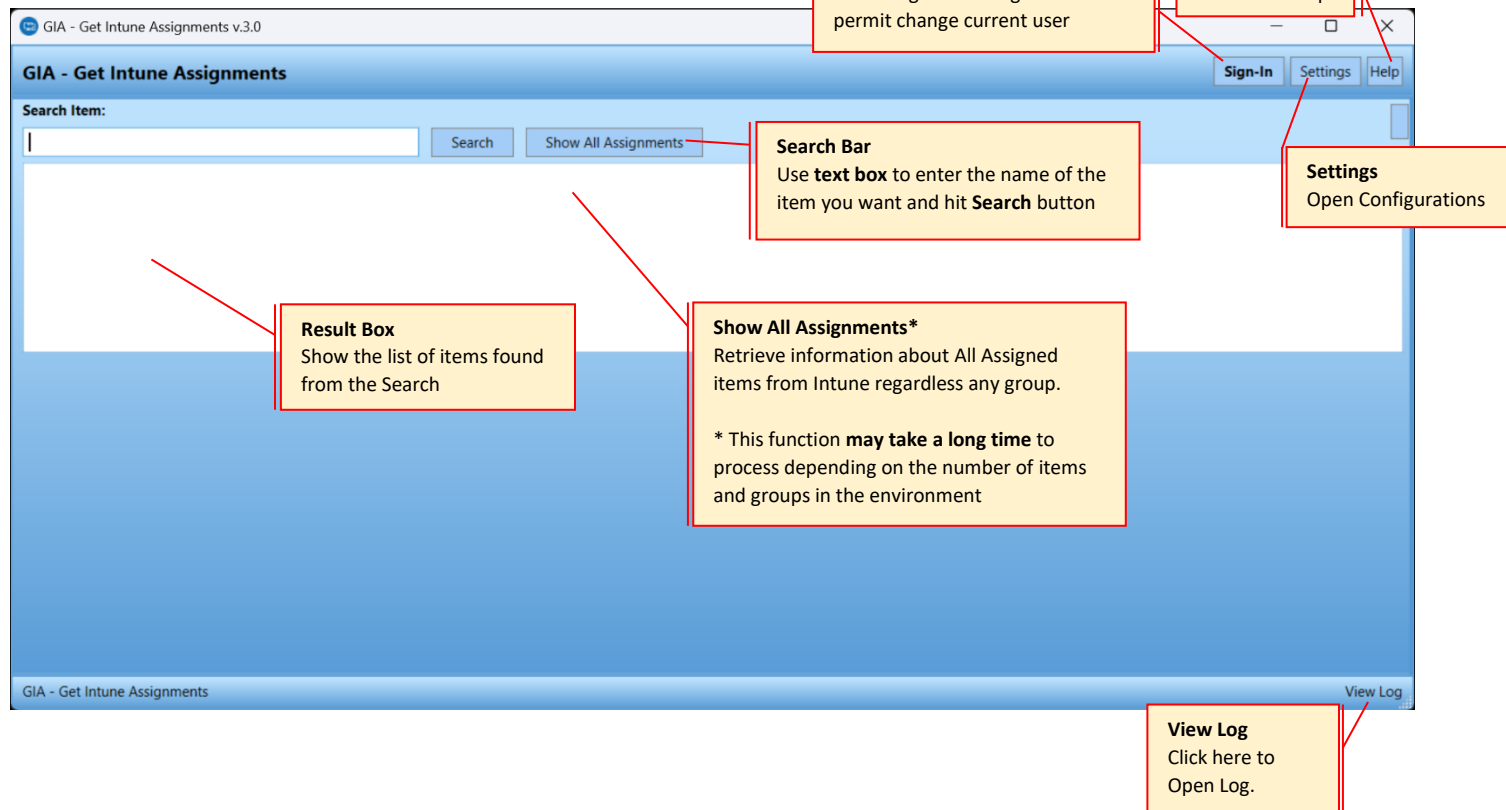 permit change current user
GIA - Get Intune Assignments v.3.0
GIA - Get Intune Assignments
Sign-In
Settings
Help
Search Item:
Search
Show All Assignments
Search Bar
Use text box to enter the name of the
item you want and hit Search button
Settings
Open Configurations
Result Box
Show the list of items found
from the Search
Show All Assignments*
Retrieve information about All Assigned
items from Intune regardless any group.
* This function may take a long time to
process depending on the number of items
and groups in the environment
GIA - Get Intune Assignments
View Log
View Log
Click here to
Open Log.